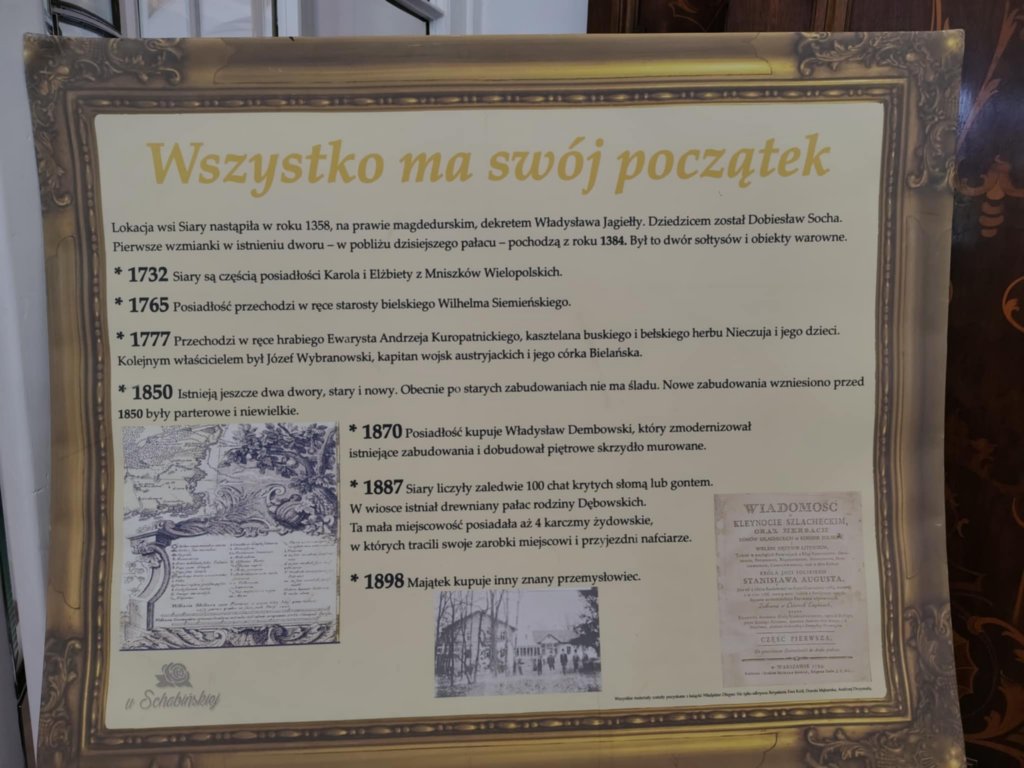 Wszystko ma swój początek
Lokacja wsi Siary nastąpiła w roku 1358, na prawie magdedurskim, dekretem Władysława Jagiełły. Dziedzicem został Dobiesław Socha.
Pierwsze wzmianki w istnieniu dworu – w pobliżu dzisiejszego pałacu – pochodzą z roku 1384. Był to dwór sołtysów i obiekty warowne.
* 1732 Siary są częścią posiadłości Karola i Elżbiety z Mniszków Wielopolskich.
* 1765 Posiadłość przechodzi w ręce starosty bielskiego Wilhelma Siemieńskiego.
* 1777 Przechodzi w ręce hrabiego Ewarysta Andrzeja Kuropatnickiego, kasztelana buskiego i bełskiego herbu Nieczuja i jego dzieci.
Kolejnym właścicielem był Józef Wybranowski, kapitan wojsk austryjackich i jego córka Bielańska.
* 1850 Istnieją jeszcze dwa dwory, stary i nowy. Obecnie po starych zabudowaniach nie ma śladu. Nowe zabudowania wzniesiono przed
1850 były parterowe i niewielkie.
* 1870 Posiadłość kupuje Władysław Dembowski, który zmodernizował
istniejące zabudowania i dobudował piętrowe skrzydło murowane.
* 1887 Siary liczyły zaledwie 100 chat krytych słomą lub gontem.
W wiosce istniał drewniany pałac rodziny Dębowskich.
Ta mała miejscowość posiadała aż 4 karczmy żydowskie,
w których tracili swoje zarobki miejscowi i przyjezdni nafciarze.
* 1898 Majątek kupuje inny znany przemysłowiec.
WIADOMOŚĆ
KLEYNOCIE SZLACHECKIM,
ORAZ HERBACH
KRÓLA JMCI POLSKIEGO
STANISŁAWA AUGUSTA,
CZĘŚĆ PIERWSZA,
w WARSZAWIE
u Schabińskiej